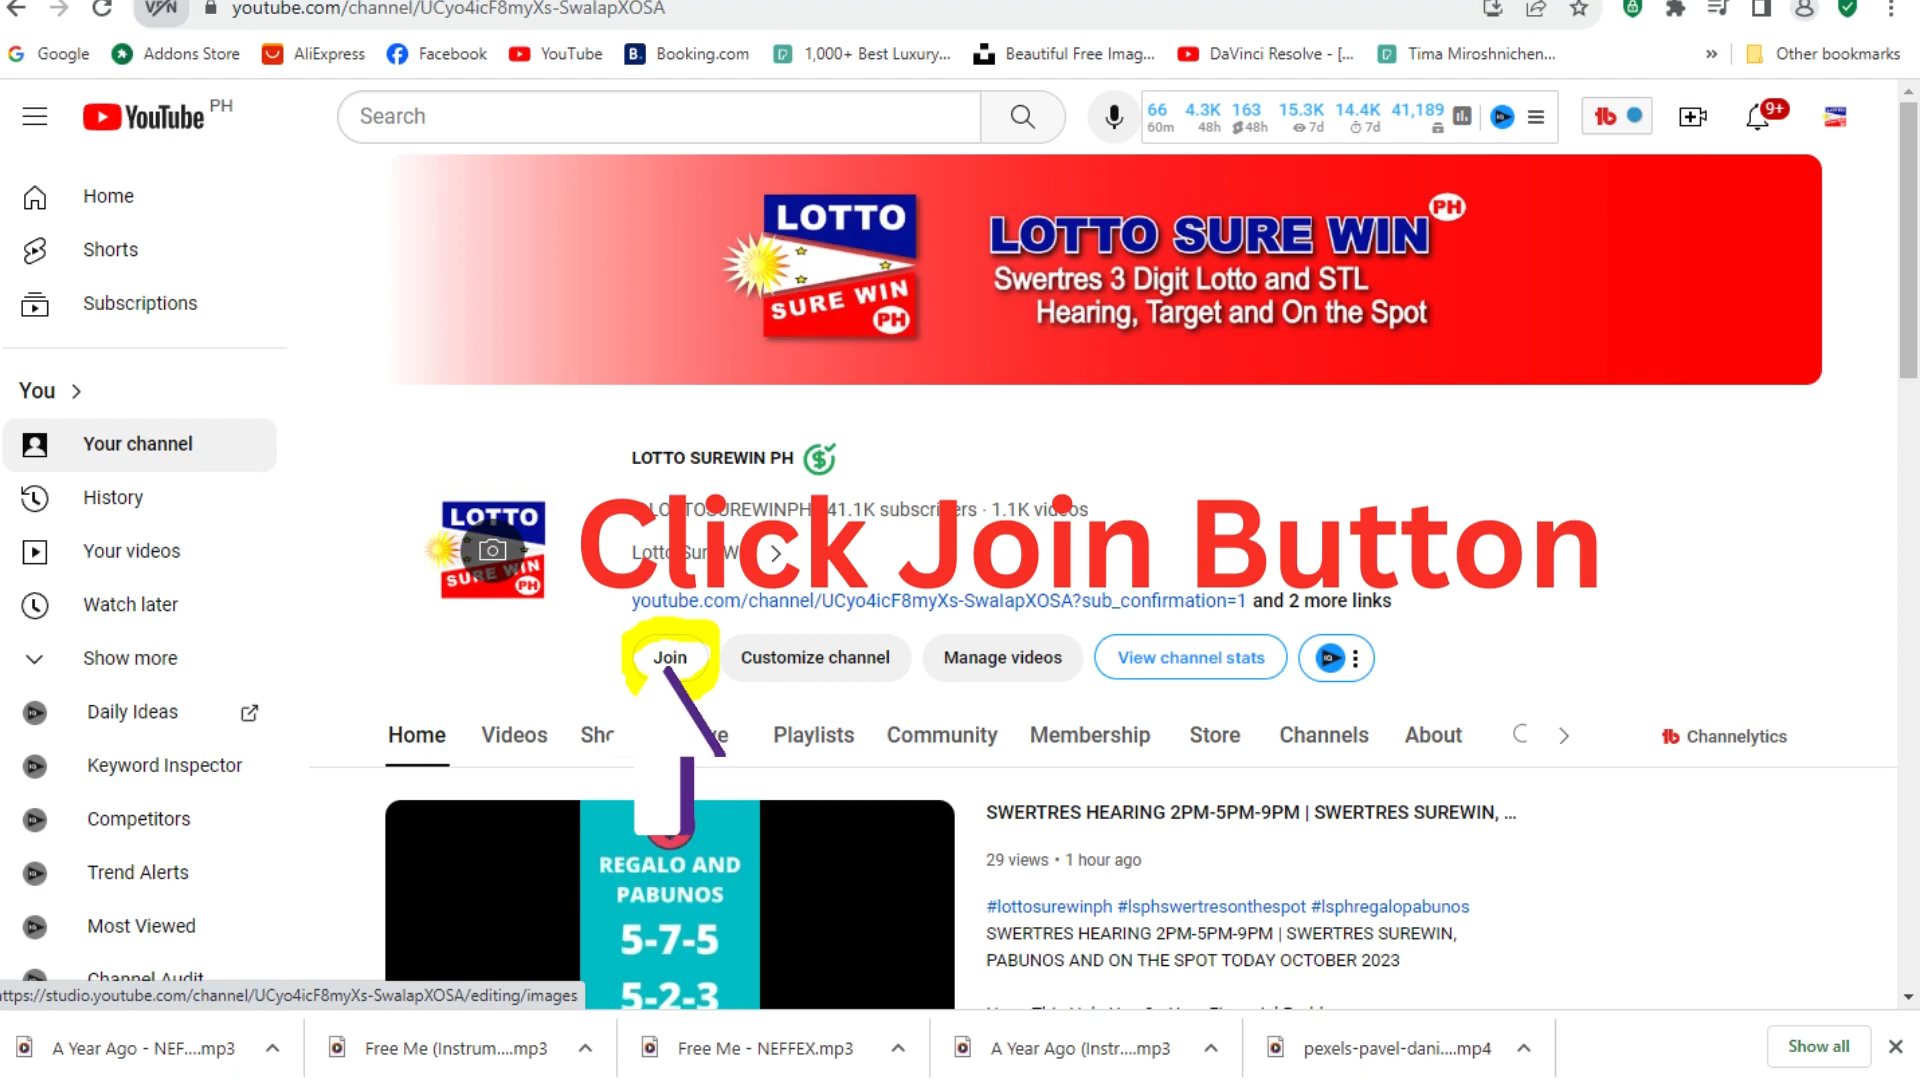 VPN
youtube.com/channel/UCyo4icF8myXs-SwaIapXOSA
Google
Addons Store
AliExpress
Facebook
YouTube
B.
Booking.com
1,000+ Best Luxury...
Beautiful Free Imag...
DaVinci Resolve - [...
Tima Miroshnichen...
»
Other bookmarks
YouTube PH
Search
66 4.3K 163 15.3K 14.4K 41,189
60m 48h 48h 7d 7d
9+
Home
Shorts
Subscriptions
You
Your channel
History
Your videos
Watch later
Show more
Daily Ideas
Keyword Inspector
Competitors
Trend Alerts
Most Viewed
Channel Audit
LOTTO
SURE WIN
PH
LOTTO SURE WIN PH
Swertres 3 Digit Lotto and STL
Hearing, Target and On the Spot
LOTTO SUREWIN PH
41.1K subscribers · 1.1K videos
LOTTO
SURE WIN
PH
Click Join Button
youtube.com/channel/UCyo4icF8myXs-SwaIapXOSA?sub_confirmation=1 and 2 more links
Join
Customize channel
Manage videos
View channel stats
Home
Videos
Playlists
Community
Membership
Store
Channels
About
Channelytics
REGALO AND
PABUNOS
5-7-5
5-2-3
SWERTRES HEARING 2PM-5PM-9PM | SWERTRES SUREWIN, ...
29 views • 1 hour ago
#lottosurewinph #lsphswertresonthespot #lsphregalopabunos
SWERTRES HEARING 2PM-5PM-9PM | SWERTRES SUREWIN,
PABUNOS AND ON THE SPOT TODAY OCTOBER 2023
https://studio.youtube.com/channel/UCyo4icF8myXs-SwaIapXOSA/editing/images
A Year Ago - NEF....mp3
Free Me (Instrum....mp3
Free Me - NEFFEX.mp3
A Year Ago (Instr....mp3
pexels-pavel-dani....mp4
Show all